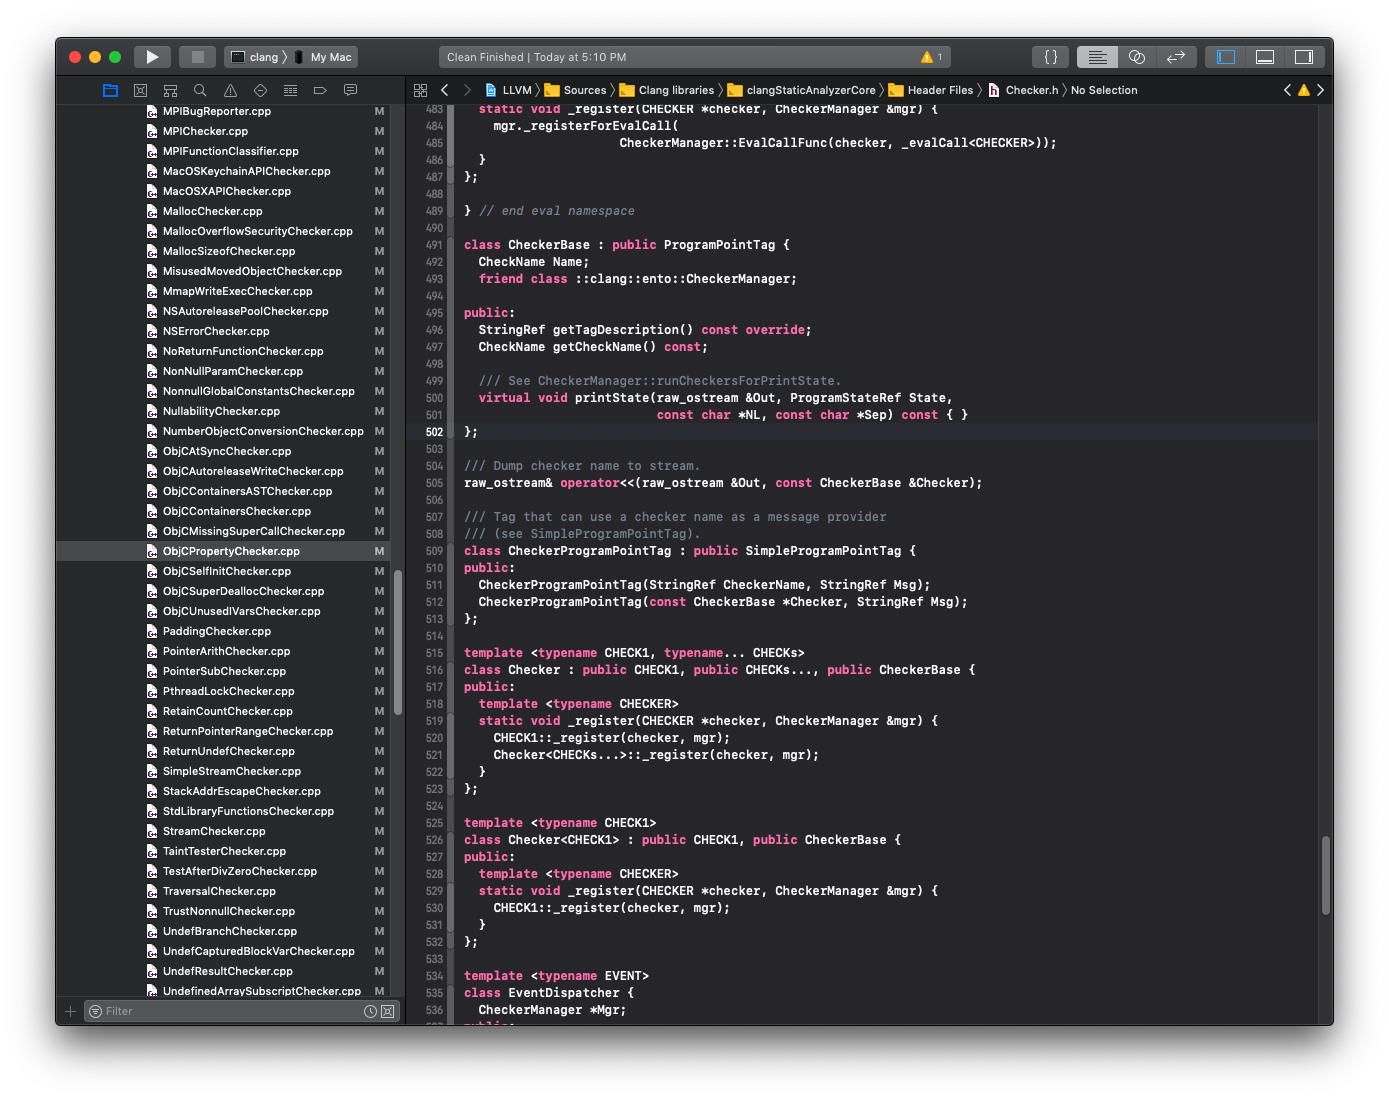 clang 〉 My Mac
Clean Finished | Today at 5:10 PM
1
{ }
LLVM 〉 Sources 〉 Clang libraries 〉 clangStaticAnalyzerCore 〉 Header Files 〉 Checker.h 〉 No Selection
MPIBugReporter.cpp M
MPIChecker.cpp M
MPIFunctionClassifier.cpp M
MacOSKeychainAPIChecker.cpp M
MacOSXAPIChecker.cpp M
MallocChecker.cpp M
MallocOverflowSecurityChecker.cpp M
MallocSizeofChecker.cpp M
MisusedMovedObjectChecker.cpp M
MmapWriteExecChecker.cpp M
NSAutoreleasePoolChecker.cpp M
NSErrorChecker.cpp M
NoReturnFunctionChecker.cpp M
NonNullParamChecker.cpp M
NonnullGlobalConstantsChecker.cpp M
NullabilityChecker.cpp M
NumberObjectConversionChecker.cpp M
ObjCAtSyncChecker.cpp M
ObjCAutoreleaseWriteChecker.cpp M
ObjCContainersASTChecker.cpp M
ObjCContainersChecker.cpp M
ObjCMissingSuperCallChecker.cpp M
ObjCPropertyChecker.cpp M
ObjCSelfInitChecker.cpp M
ObjCSuperDeallocChecker.cpp M
ObjCUnusedIVarsChecker.cpp M
PaddingChecker.cpp M
PointerArithChecker.cpp M
PointerSubChecker.cpp M
PthreadLockChecker.cpp M
RetainCountChecker.cpp M
ReturnPointerRangeChecker.cpp M
ReturnUndefChecker.cpp M
SimpleStreamChecker.cpp M
StackAddrEscapeChecker.cpp M
StdLibraryFunctionsChecker.cpp M
StreamChecker.cpp M
TaintTesterChecker.cpp M
TestAfterDivZeroChecker.cpp M
TraversalChecker.cpp M
TrustNonnullChecker.cpp M
UndefBranchChecker.cpp M
UndefCapturedBlockVarChecker.cpp M
UndefResultChecker.cpp M
UndefinedArraySubscriptChecker.cpp M
Filter
483 static void _register(CHECKER *checker, CheckerManager &mgr) {
484 mgr._registerForEvalCall(
485 CheckerManager::EvalCallFunc(checker, _evalCall<CHECKER>));
486 }
487 };
488
489 } // end eval namespace
490
491 class CheckerBase : public ProgramPointTag {
492 CheckName Name;
493 friend class ::clang::ento::CheckerManager;
494
495 public:
496 StringRef getTagDescription() const override;
497 CheckName getCheckName() const;
498
499 /// See CheckerManager::runCheckersForPrintState.
500 virtual void printState(raw_ostream &Out, ProgramStateRef State,
501 const char *NL, const char *Sep) const { }
502 };
503
504 /// Dump checker name to stream.
505 raw_ostream& operator<<(raw_ostream &Out, const CheckerBase &Checker);
506
507 /// Tag that can use a checker name as a message provider
508 /// (see SimpleProgramPointTag).
509 class CheckerProgramPointTag : public SimpleProgramPointTag {
510 public:
511 CheckerProgramPointTag(StringRef CheckerName, StringRef Msg);
512 CheckerProgramPointTag(const CheckerBase *Checker, StringRef Msg);
513 };
514
515 template <typename CHECK1, typename... CHECKs>
516 class Checker : public CHECK1, public CHECKs..., public CheckerBase {
517 public:
518 template <typename CHECKER>
519 static void _register(CHECKER *checker, CheckerManager &mgr) {
520 CHECK1::_register(checker, mgr);
521 Checker<CHECKs...>::_register(checker, mgr);
522 }
523 };
524
525 template <typename CHECK1>
526 class Checker<CHECK1> : public CHECK1, public CheckerBase {
527 public:
528 template <typename CHECKER>
529 static void _register(CHECKER *checker, CheckerManager &mgr) {
530 CHECK1::_register(checker, mgr);
531 }
532 };
533
534 template <typename EVENT>
535 class EventDispatcher {
536 CheckerManager *Mgr;